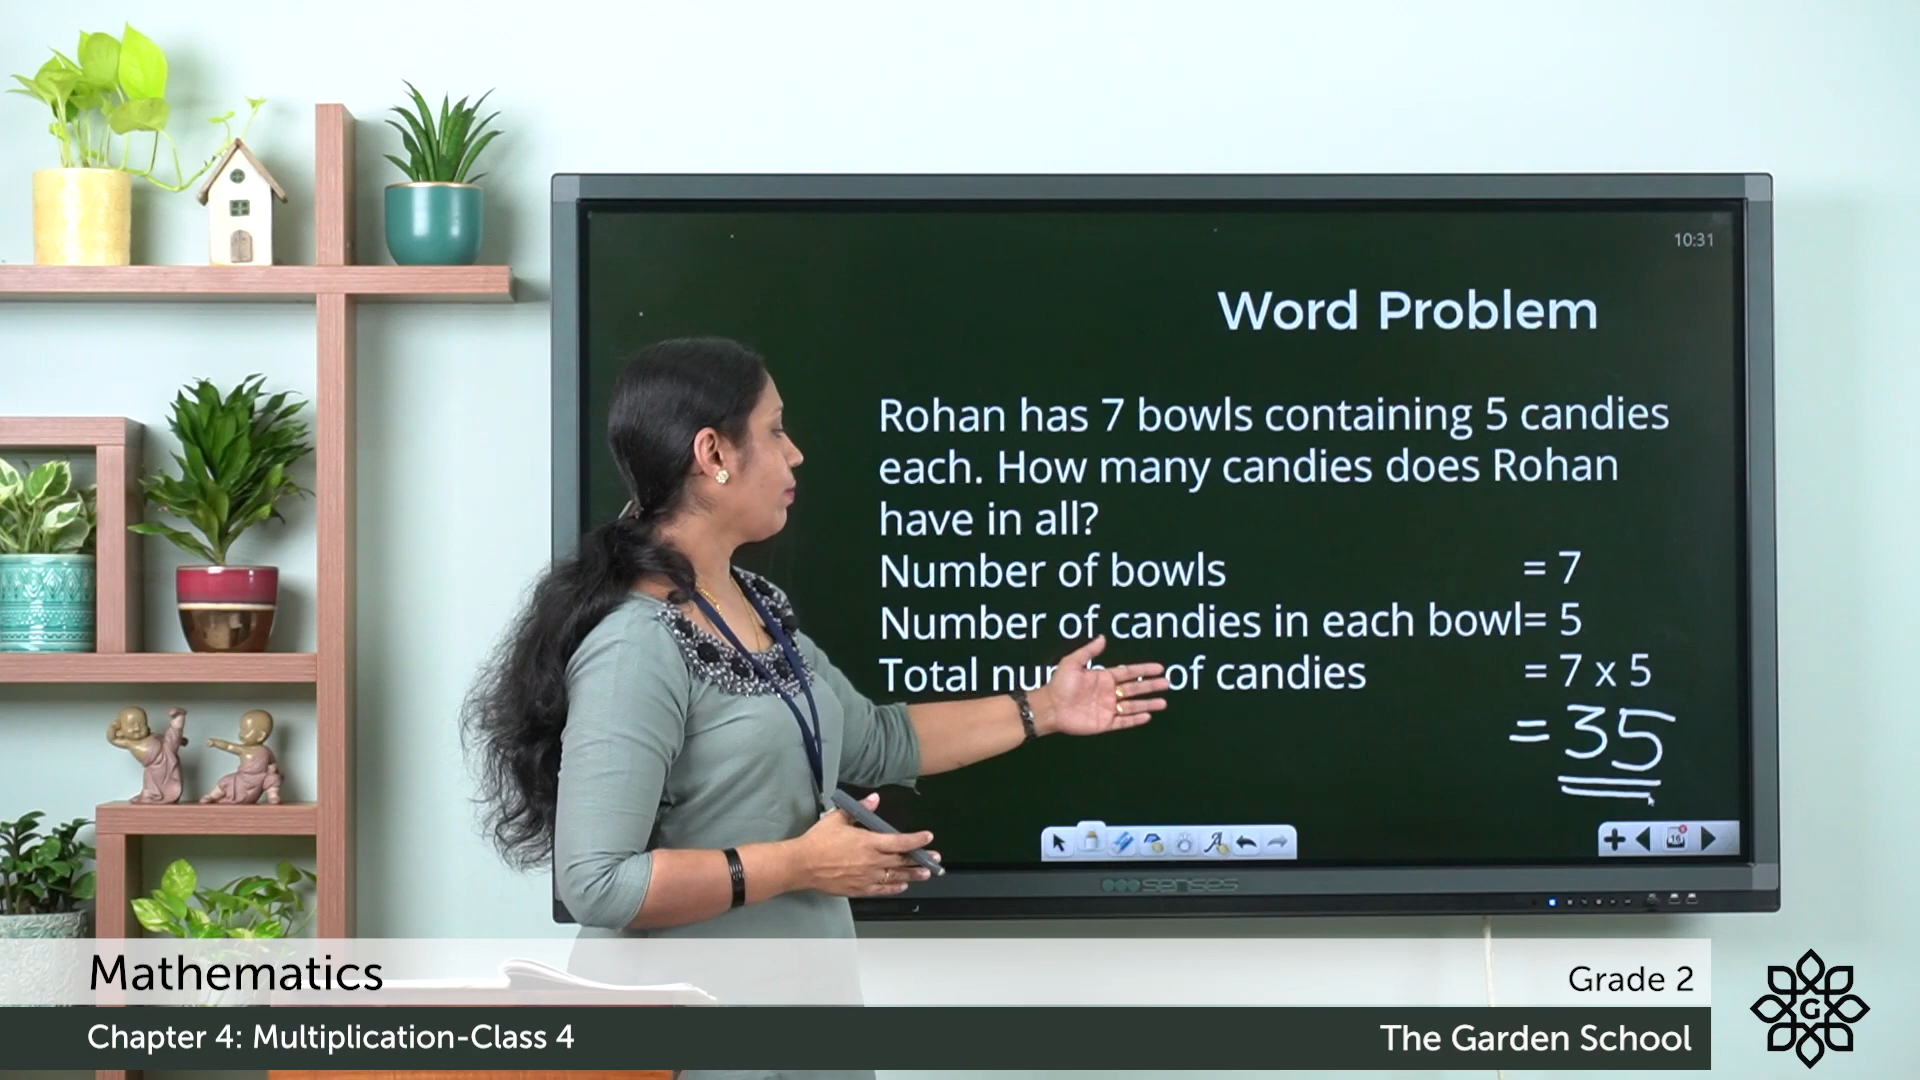 10:31
Word Problem
Rohan has 7 bowls containing 5 candies
each. How many candies does Rohan
have in all?
Number of bowls = 7
Number of candies in each bowl= 5
Total of candies = 7 x 5
= 35
senses
Mathematics
Grade 2
Chapter 4: Multiplication-Class 4
The Garden School
G